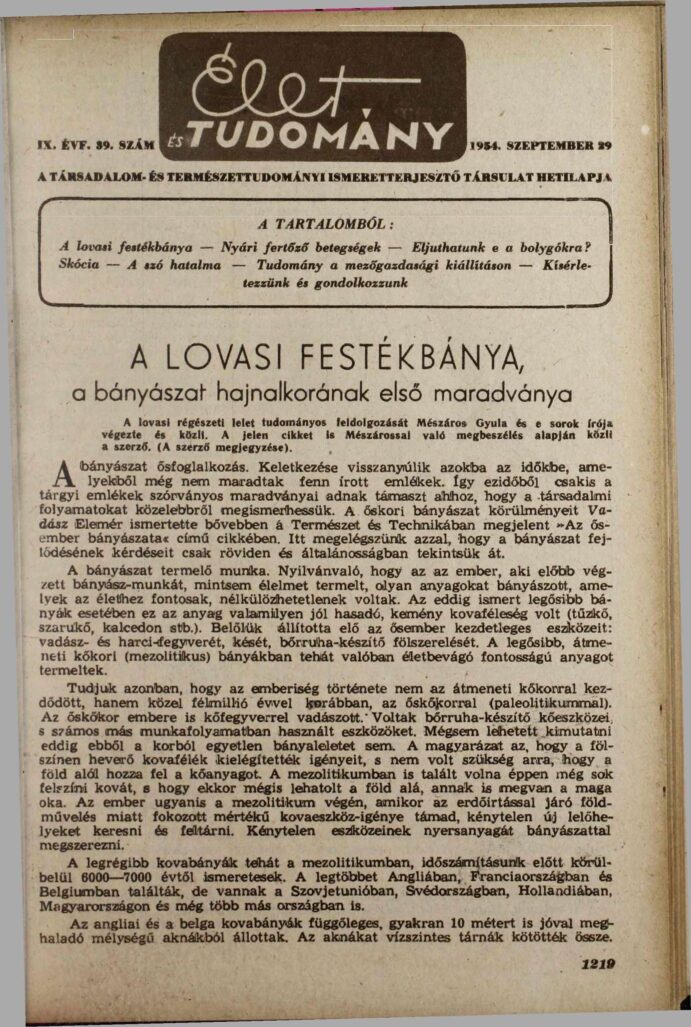 Élet
ÉS TUDOMÁNY
IX. ÉVF. 39. SZÁM
1954. SZEPTEMBER 29
A TÁRSADALOM- ÉS TERMÉSZETTUDOMÁNYI ISMERETTERJESZTŐ TÁRSULAT HETILAPJA
A TARTALOMBÓL:
A lovasi festékbánya — Nyári fertőző betegségek — Eljuthatunk e a bolygókra?
Skócia — A szó hatalma — Tudomány a mezőgazdasági kiállításon — Kísérle-
tezzünk és gondolkozzunk
A LOVASI FESTÉKBÁNYA,
a bányászat hajnalkorának első maradványa
A lovasi régészeti lelet tudományos feldolgozását Mészáros Gyula és e sorok írója
végezte és közli. A jelen cikket is Mészárossal való megbeszélés alapján közli
a szerző. (A szerző megjegyzése).
A bányászat ősfoglalkozás. Keletkezése visszanyúlik azokba az időkbe, ame-
lyekből még nem maradtak fenn írott emlékek. Így ezidőből csakis a
tárgyi emlékek szórványos maradványai adnak támaszt ahhoz, hogy a társadalmi
folyamatokat közelebbről megismerhessük. A őskori bányászat körülményeit Va-
dász Elemér ismertette bővebben a Természet és Technikában megjelent »Az ős-
ember bányászata« című cikkében. Itt megelégszünk azzal, hogy a bányászat fej-
lődésének kérdéseit csak röviden és általánosságban tekintsük át.
A bányászat termelő munka. Nyilvánvaló, hogy az az ember, aki előbb vég-
zett bányász-munkát, mintsem élelmet termelt, olyan anyagokat bányászott, ame-
lyek az élethez fontosak, nélkülözhetetlenek voltak. Az eddig ismert legősibb bá-
nyák esetében ez az anyag valamilyen jól hasadó, kemény kovaféleség volt (tűzkő,
szarukő, kalcedon stb.). Belőlük állította elő az ősember kezdetleges eszközeit:
vadász- és harci-fegyverét, kését, bőrruha-készítő fölszerelését. A legősibb, átme-
neti kőkori (mezolitikus) bányákban tehát valóban életbevágó fontosságú anyagot
termeltek.
Tudjuk azonban, hogy az emberiség története nem az átmeneti kőkorral kez-
dődött, hanem közel félmillió évvel korábban, az őskőkorral (paleolitikummal).
Az őskőkor embere is kőfegyverrel vadászott. Voltak bőrruha-készítő kőeszközei,
s számos más munkafolyamatban használt eszközöket. Mégsem lehetett kimutatni
eddig ebből a korból egyetlen bányaleletet sem. A magyarázat az, hogy a föl-
színen heverő kovafélék kielégítették igényeit, s nem volt szükség arra, hogy a
föld alól hozza fel a kőanyagot. A mezolitikumban is talált volna éppen még sok
felszíni kovát, s hogy ekkor mégis lehatolt a föld alá, annak is megvan a maga
oka. Az ember ugyanis a mezolitikum végén, amikor az erdőirtással járó föld-
művelés miatt fokozott mértékű kovaeszköz-igénye támad, kénytelen új lelőhe-
lyeket keresni és feltárni. Kénytelen eszközeinek nyersanyagát bányászattal
megszerezni.
A legrégibb kovabányák tehát a mezolitikumban, időszámításunk előtt körül-
belül 6000—7000 évtől ismeretesek. A legtöbbet Angliában, Franciaországban és
Belgiumban találták, de vannak a Szovjetunióban, Svédországban, Hollandiában,
Magyarországon és még több más országban is.
Az angliai és a belga kovabányák függőleges, gyakran 10 métert is jóval meg-
haladó mélységű aknákból állottak. Az aknákat vízszintes tárnák kötötték össze.
1219